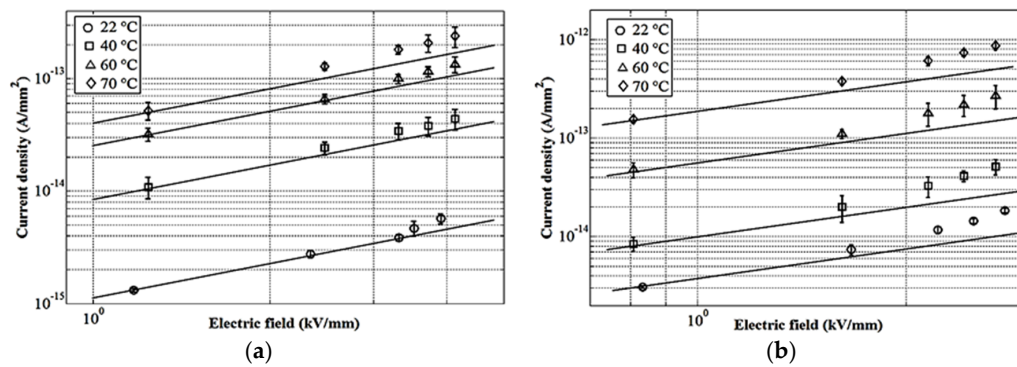 22 °C
40 °C
60 °C
70 °C
10⁻¹³
10⁻¹⁴
10⁻¹⁵
Current density (A/mm²)
10⁰
Electric field (kV/mm)
(a)
22 °C
40 °C
60 °C
70 °C
10⁻¹²
10⁻¹³
10⁻¹⁴
Current density (A/mm²)
10⁰
Electric field (kV/mm)
(b)